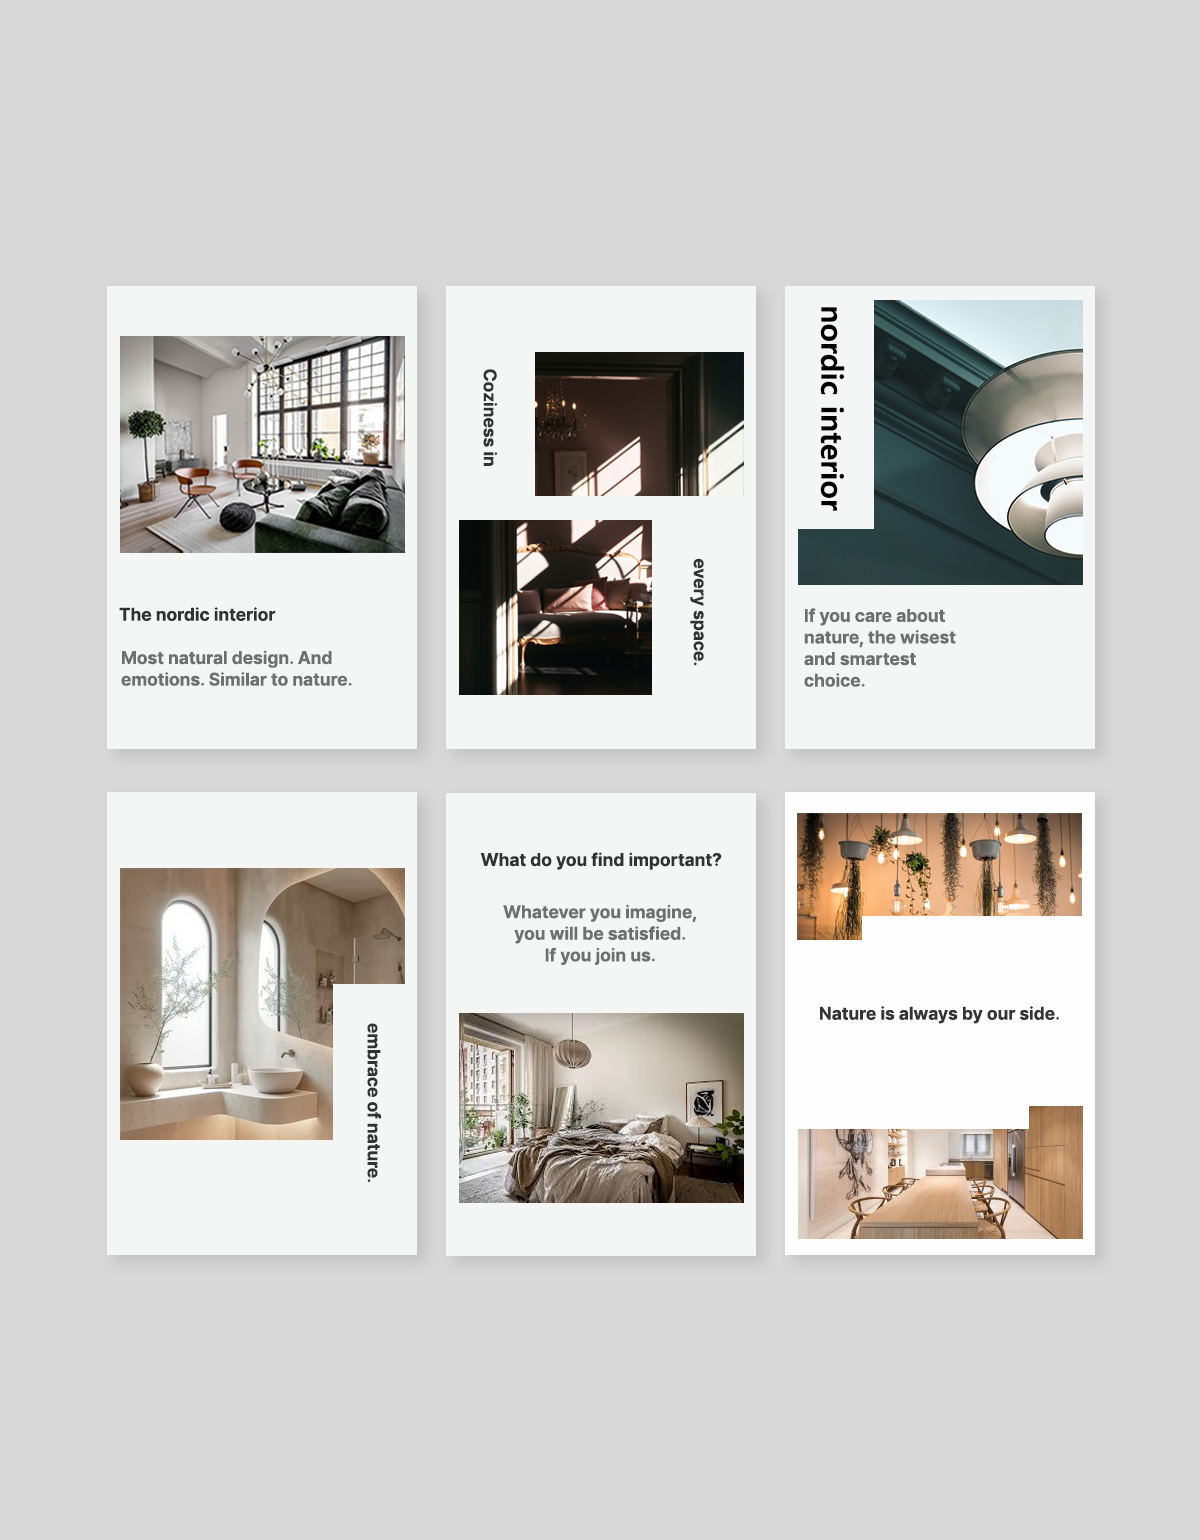 The nordic interior
Most natural design. And
emotions. Similar to nature.
Coziness in
every space.
nordic interior
If you care about
nature, the wisest
and smartest
choice.
embrace of nature.
What do you find important?
Whatever you imagine,
you will be satisfied.
If you join us.
Nature is always by our side.